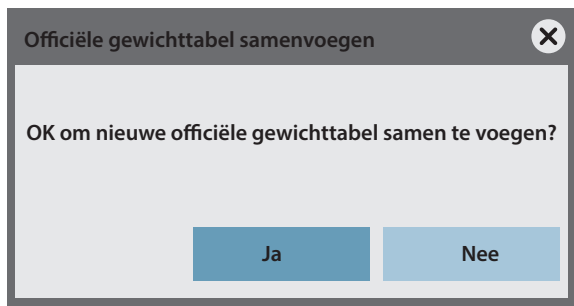 Officiële gewichttabel samenvoegen
OK om nieuwe officiële gewichttabel samen te voegen?
Ja
Nee